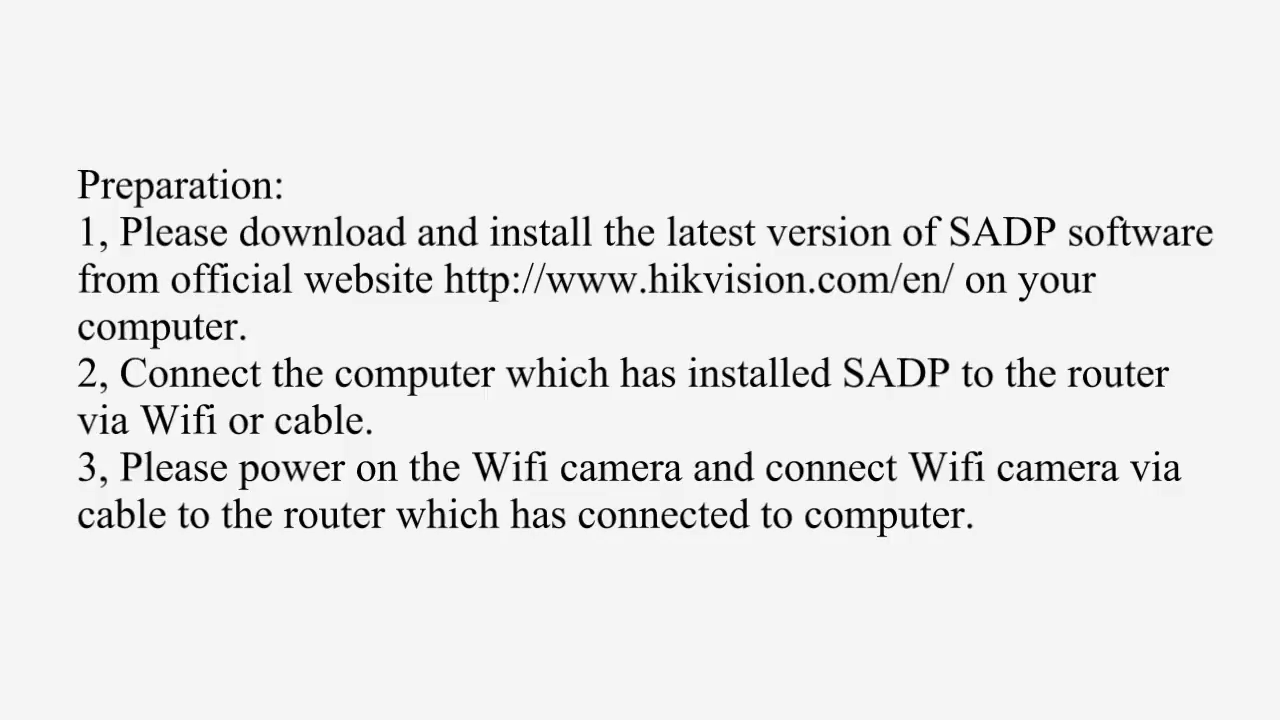 Preparation:
1, Please download and install the latest version of SADP software
from official website http://www.hikvision.com/en/ on your
computer.
2, Connect the computer which has installed SADP to the router
via Wifi or cable.
3, Please power on the Wifi camera and connect Wifi camera via
cable to the router which has connected to computer.